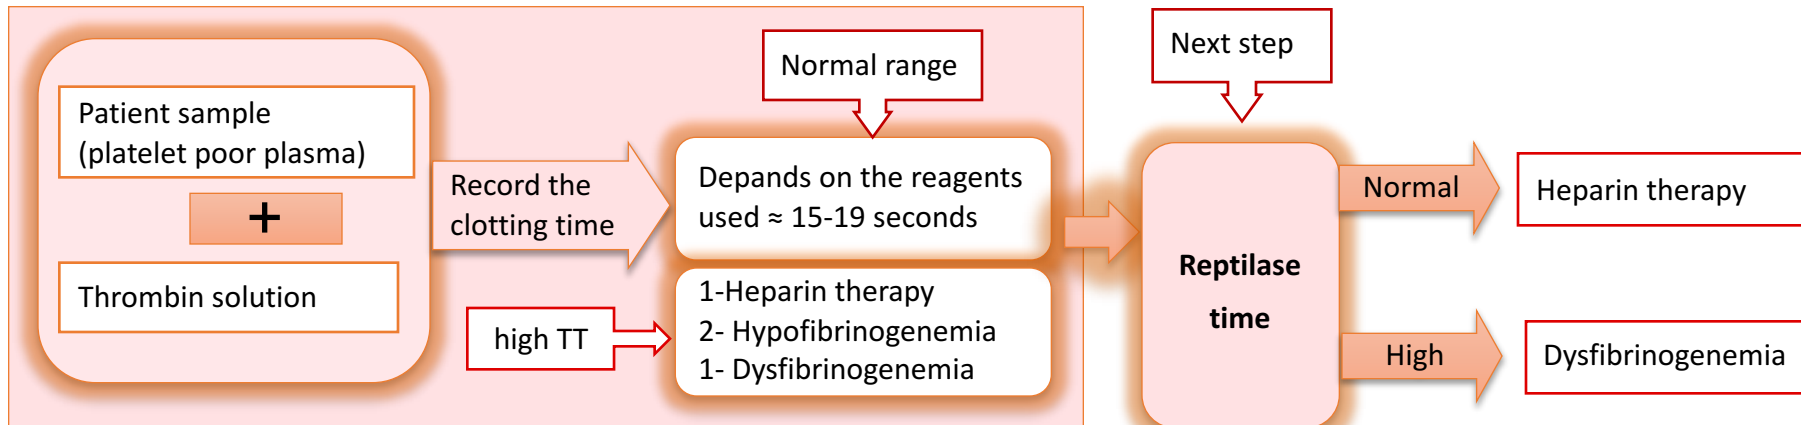 Patient sample
(platelet poor plasma)
+
Thrombin solution
Record the
clotting time
Normal range
Depands on the reagents
used ≈ 15-19 seconds
high TT
1-Heparin therapy
2- Hypofibrinogenemia
1- Dysfibrinogenemia
Next step
Reptilase
time
Normal
Heparin therapy
High
Dysfibrinogenemia